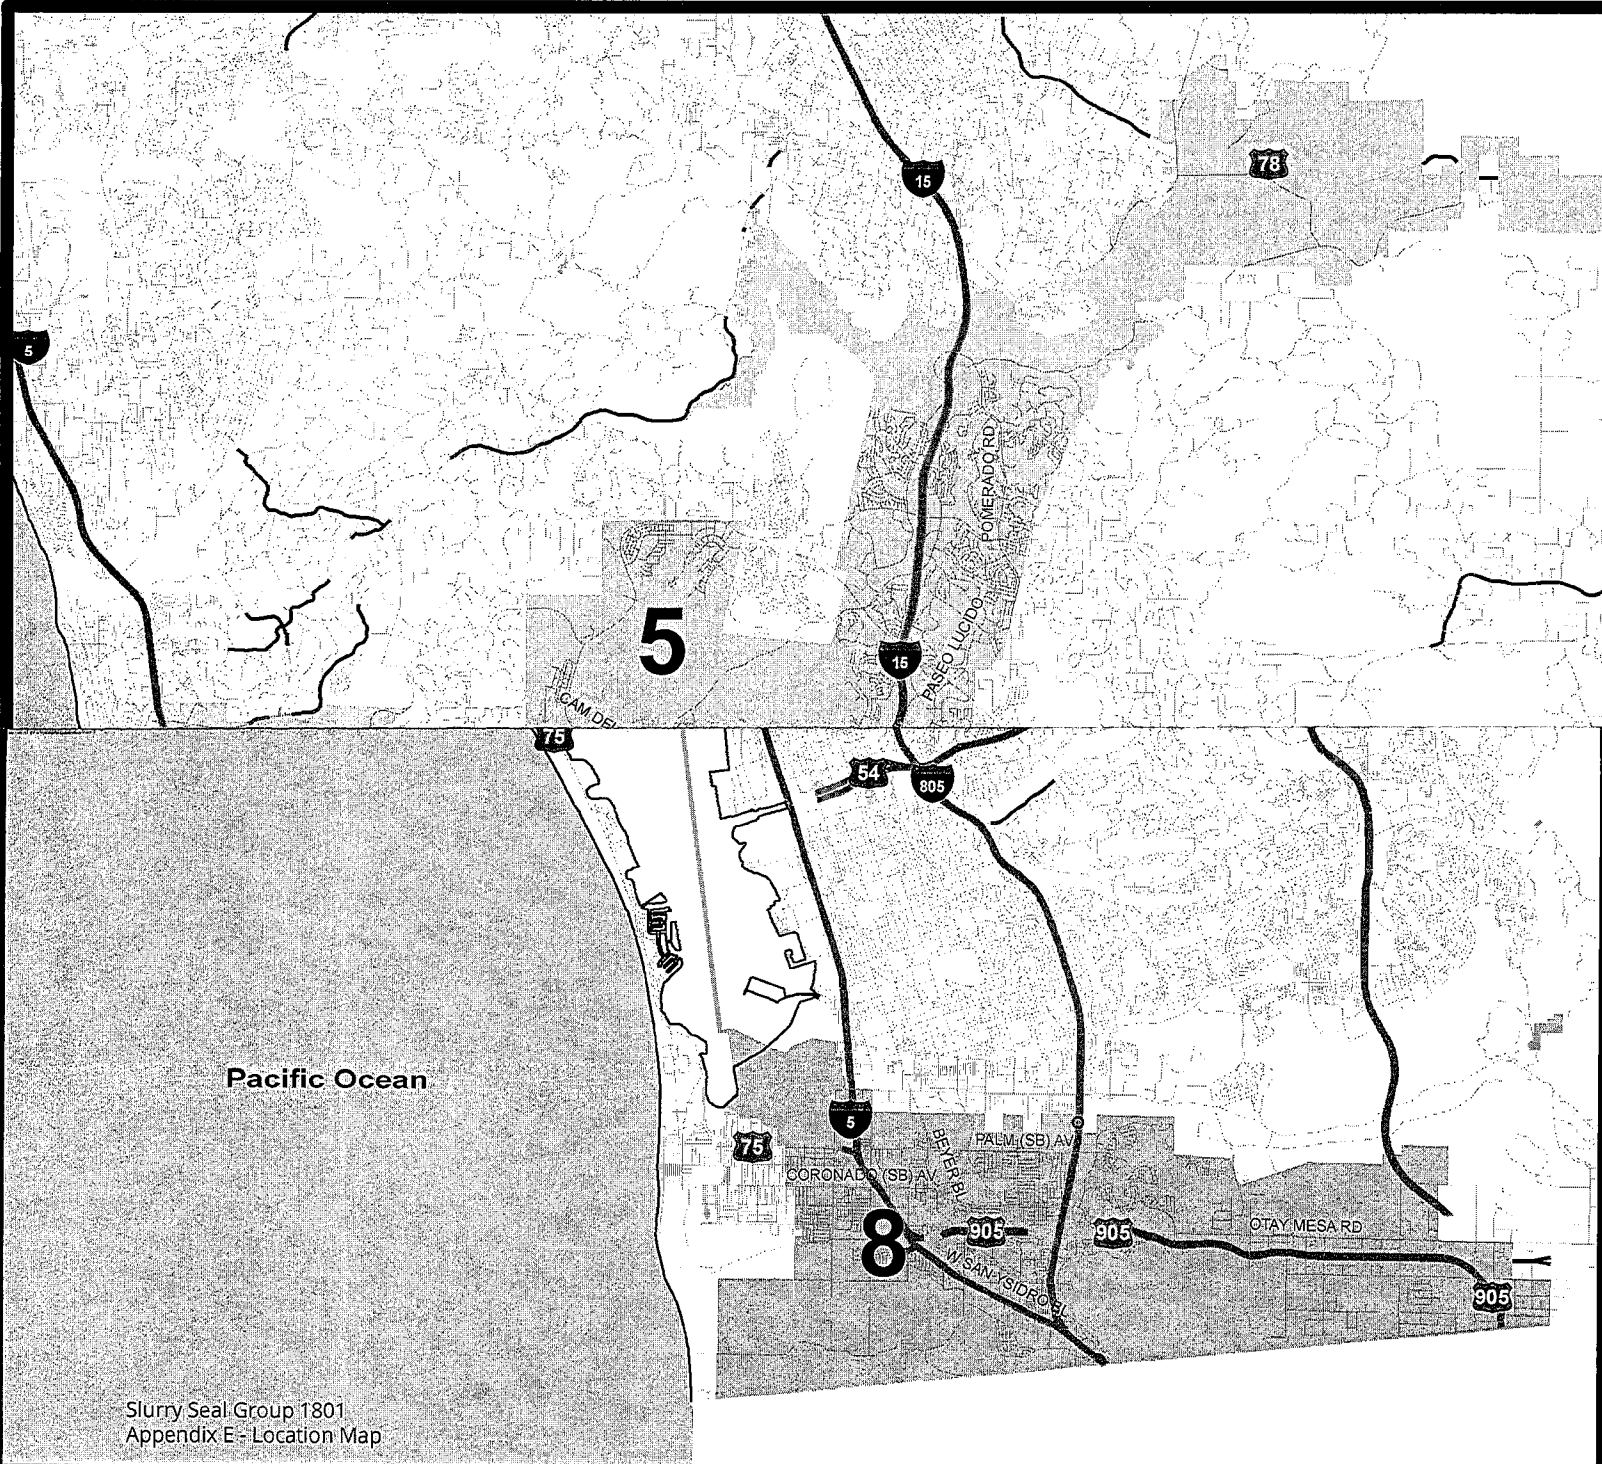 15
78
5
POMERADO RD
5
PASEO LUCIDO
15
CAM DEL
75
54
805
Pacific Ocean
5
75
PALM (SB) AV
BEYER BL
CORONADO (SB) AV
8
905
905
OTAY MESA RD
W SAN YSIDRO BL
905
Slurry Seal Group 1801
Appendix E - Location Map